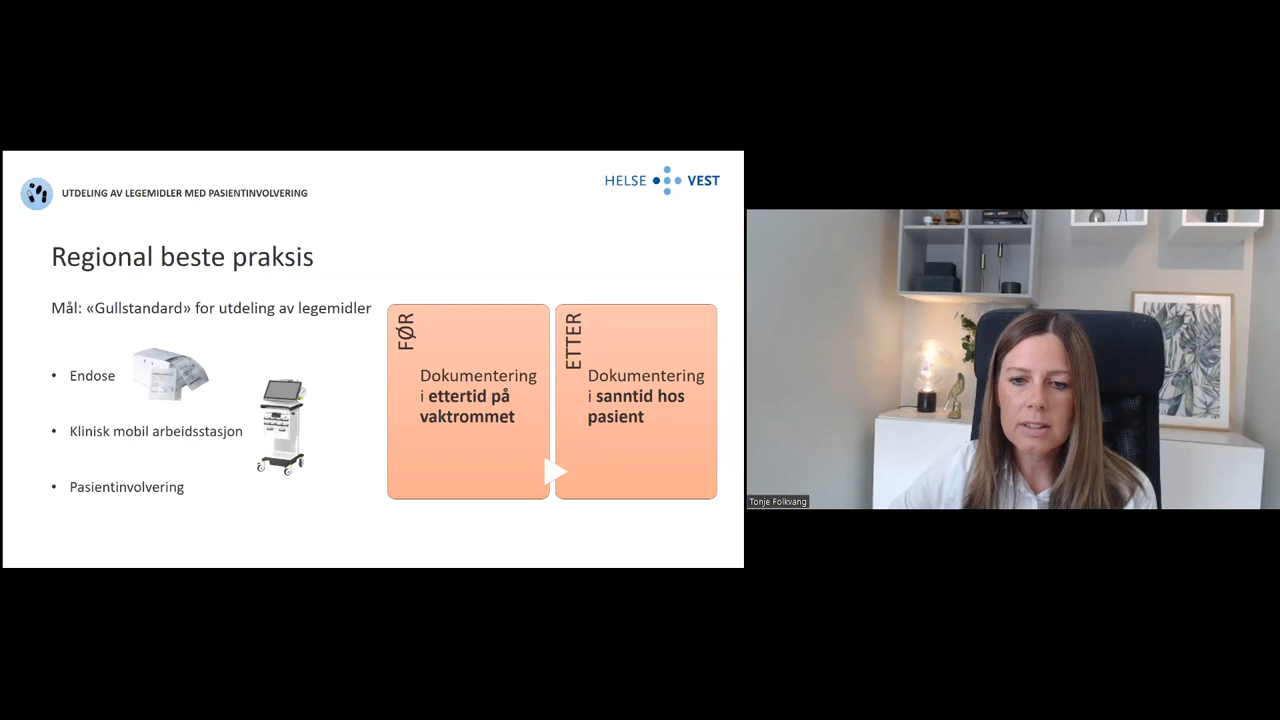 UTDELING AV LEGEMIDLER MED PASIENTINVOLVERING
HELSE VEST
Regional beste praksis
Mål: «Gullstandard» for utdeling av legemidler
• Endose
• Klinisk mobil arbeidsstasjon
• Pasientinvolvering
FØR
Dokumentering
i ettertid på
vaktrommet
ETTER
Dokumentering
i sanntid hos
pasient
Tonje Folkvang